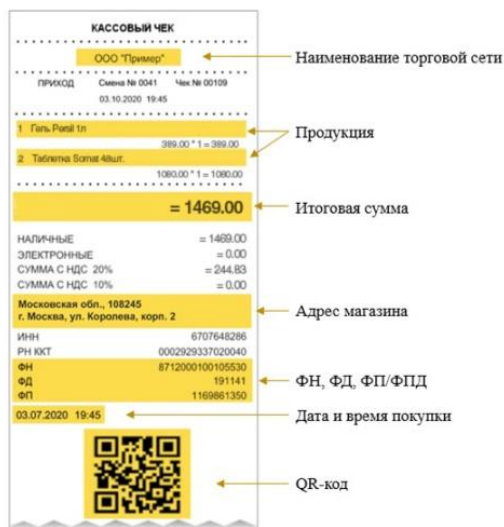 КАССОВЫЙ ЧЕК
ООО "Пример"
Наименование торговой сети
ПРИХОД Смена № 0041 Чек № 00109
03.10.2020 19:45
1 Гель Persil 1л
389.00 * 1 = 389.00
Продукция
2 Таблетка Somat 48шт.
1080.00 * 1 = 1080.00
= 1469.00
Итоговая сумма
НАЛИЧНЫЕ = 1469.00
ЭЛЕКТРОННЫЕ = 0.00
СУММА С НДС 20% = 244.83
СУММА С НДС 10% = 0.00
Московская обл., 108245
г. Москва, ул. Королева, корп. 2
Адрес магазина
ИНН 6707648286
РН ККТ 0002929337020040
ФН 8712000100105530
ФД 191141
ФН, ФД, ФП/ФПД
ФП 1169861350
03.07.2020 19:45
Дата и время покупки
QR-код